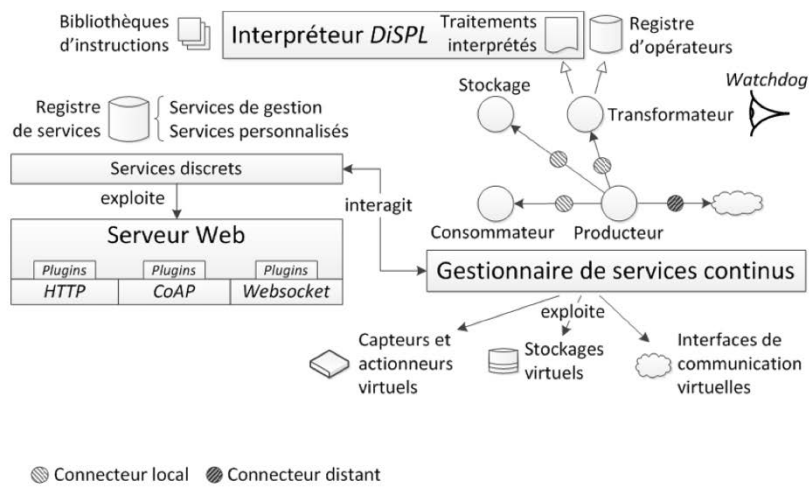 Bibliothèques
d'instructions
Interpréteur DiSPL
Traitements
interprétés
Registre
d'opérateurs
Stockage
Transformateur
Watchdog
Registre
de services
Services de gestion
Services personnalisés
Services discrets
exploite
interagit
Serveur Web
Plugins
Plugins
Plugins
HTTP
CoAP
Websocket
Consommateur
Producteur
Gestionnaire de services continus
exploite
Capteurs et
actionneurs
virtuels
Stockages
virtuels
Interfaces de
communication
virtuelles
Connecteur local
Connecteur distant